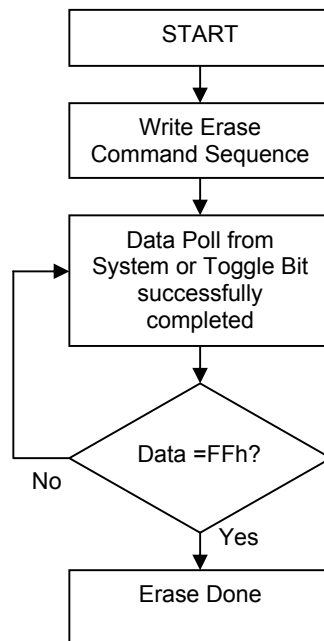 START
Write Erase
Command Sequence
Data Poll from
System or Toggle Bit
successfully
completed
Data =FFh?
No
Yes
Erase Done